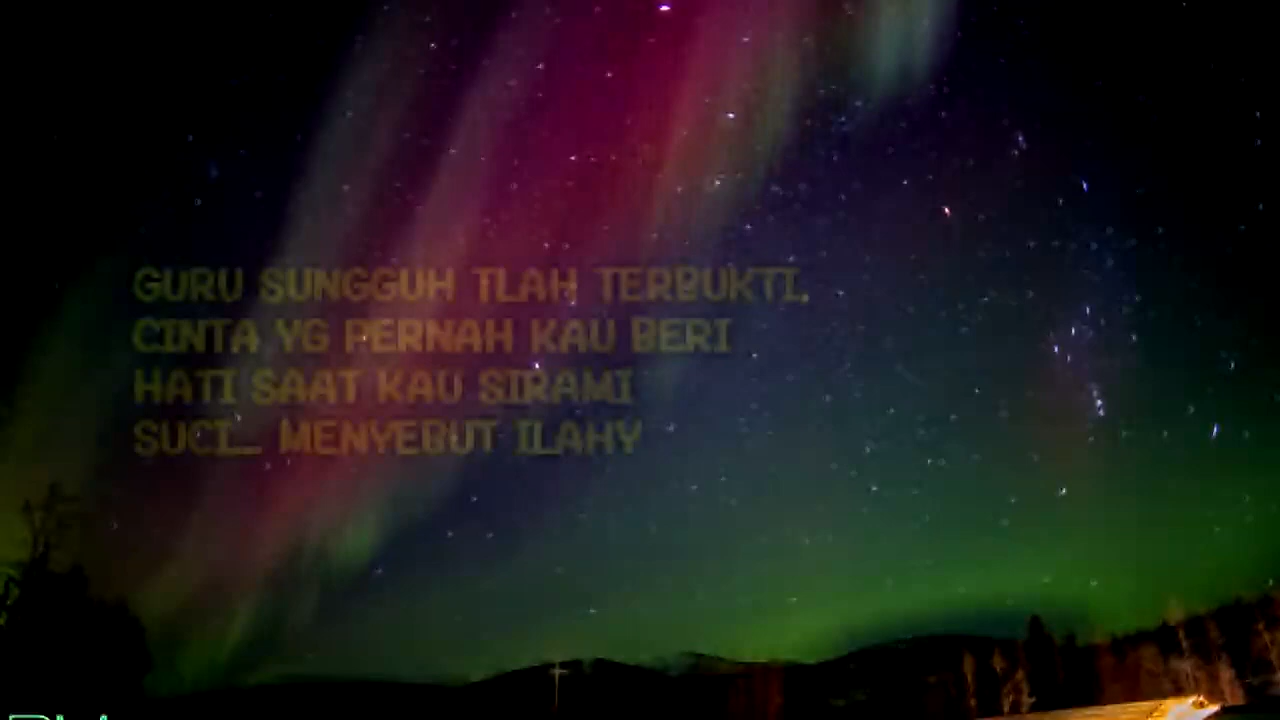 GURU SUNGGUH TLAH TERBUKTI,
CINTA YG PERNAH KAU BERI
HATI SAAT KAU SIRAMI
SUCI... MENYEBUT ILAHY